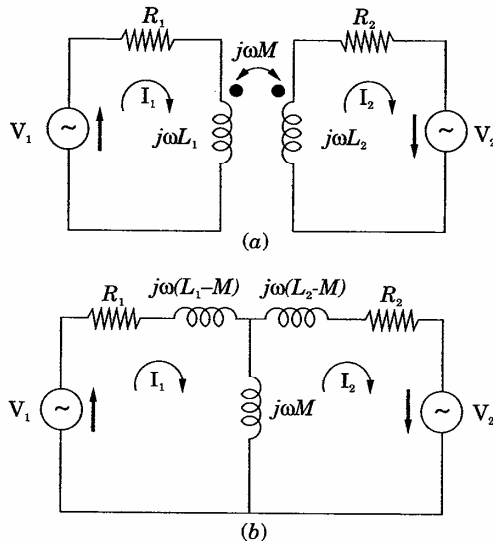 R₁ R₂
jωM
I₁ I₂
V₁ ~ jωL₁ jωL₂ ~ V₂
(a)
R₁ jω(L₁–M) jω(L₂-M) R₂
I₁ I₂
V₁ ~ jωM ~ V₂
(b)